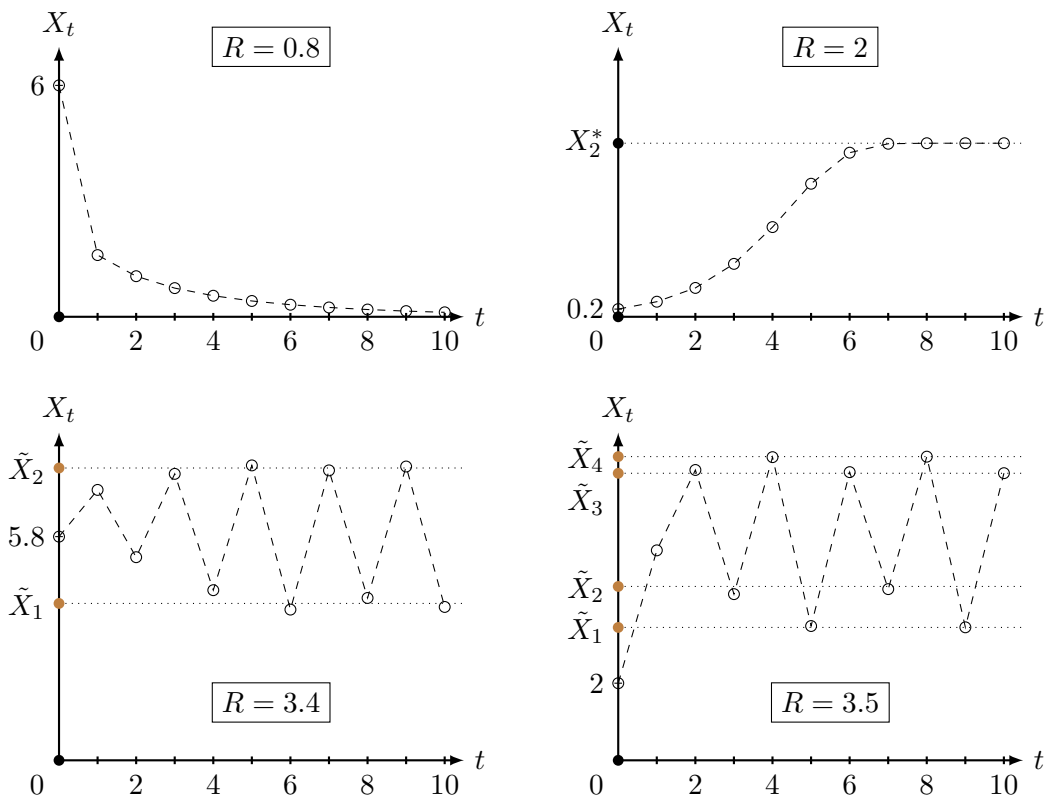 X_t
R = 0.8
6
0 2 4 6 8 10 t
X_t
R = 2
X_2^*
0.2
0 2 4 6 8 10 t
X_t
X̃_2
5.8
X̃_1
R = 3.4
0 2 4 6 8 10 t
X_t
X̃_4
X̃_3
X̃_2
X̃_1
2
R = 3.5
0 2 4 6 8 10 t